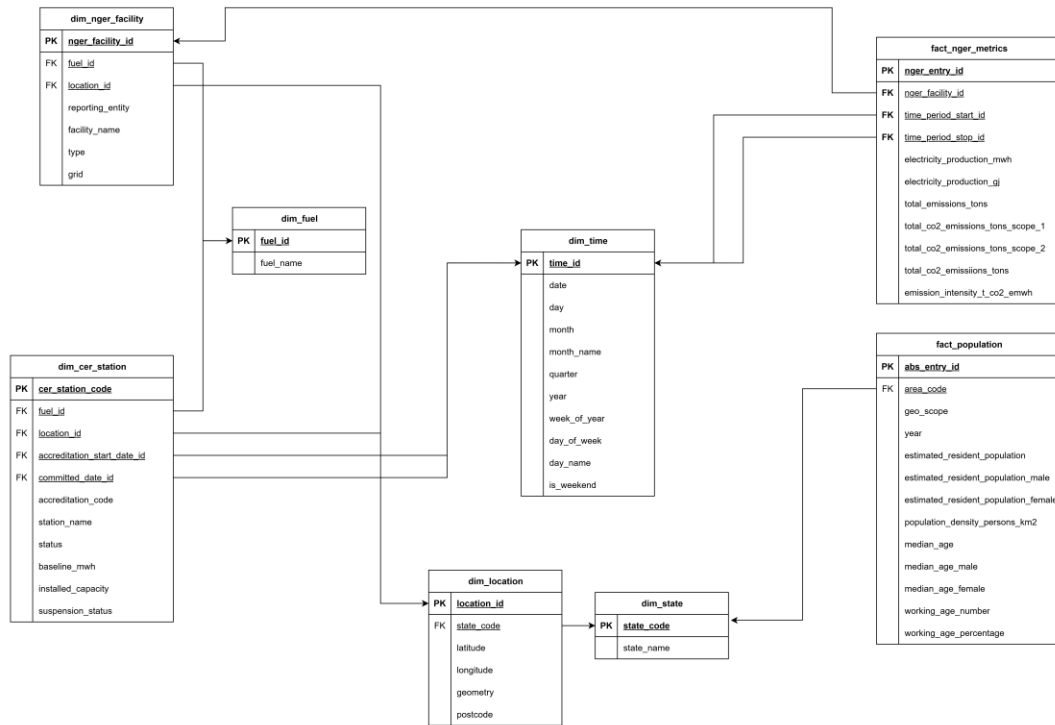 dim_nger_facility
PK nger_facility_id
FK fuel_id
FK location_id
reporting_entity
facility_name
type
grid
fact_nger_metrics
PK nger_entry_id
FK nger_facility_id
FK time_period_start_id
FK time_period_stop_id
electricity_production_mwh
electricity_production_gj
total_emissions_tons
total_co2_emissions_tons_scope_1
total_co2_emissions_tons_scope_2
total_co2_emissiions_tons
emission_intensity_t_co2_emwh
dim_fuel
PK fuel_id
fuel_name
dim_time
PK time_id
date
day
month
month_name
quarter
year
week_of_year
day_of_week
day_name
is_weekend
dim_cer_station
PK cer_station_code
FK fuel_id
FK location_id
FK accreditation_start_date_id
FK committed_date_id
accreditation_code
station_name
status
baseline_mwh
installed_capacity
suspension_status
fact_population
PK abs_entry_id
FK area_code
geo_scope
year
estimated_resident_population
estimated_resident_population_male
estimated_resident_population_female
population_density_persons_km2
median_age
median_age_male
median_age_female
working_age_number
working_age_percentage
dim_location
PK location_id
FK state_code
latitude
longitude
geometry
postcode
dim_state
PK state_code
state_name